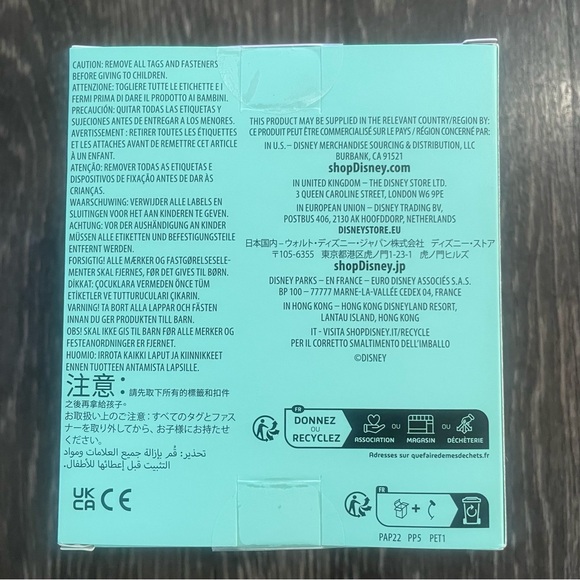 CAUTION: REMOVE ALL TAGS AND FASTENERS
BEFORE GIVING TO CHILDREN.
ATTENZIONE: TOGLIERE TUTTE LE ETICHETTE E I
FERMI PRIMA DI DARE IL PRODOTTO AI BAMBINI.
PRECAUCIÓN: QUITAR TODAS LAS ETIQUETAS Y
SUJECIONES ANTES DE ENTREGAR A LOS MENORES.
AVERTISSEMENT : RETIRER TOUTES LES ÉTIQUETTES
ET LES ATTACHES AVANT DE REMETTRE CET ARTICLE
À UN ENFANT.
ATENÇÃO: REMOVER TODAS AS ETIQUETAS E
DISPOSITIVOS DE FIXAÇÃO ANTES DE DAR ÀS
CRIANÇAS.
WAARSCHUWING: VERWIJDER ALLE LABELS EN
SLUITINGEN VOOR HET AAN KINDEREN TE GEVEN.
ACHTUNG: VOR DER AUSHÄNDIGUNG AN KINDER
MÜSSEN ALLE ETIKETTEN UND BEFESTIGUNGSTEILE
ENTFERNT WERDEN.
FORSIGTIG! ALLE MÆRKER OG FASTGØRELSESELE-
MENTER SKAL FJERNES, FØR DET GIVES TIL BØRN.
DİKKAT: ÇOCUKLARA VERMEDEN ÖNCE TÜM
ETİKETLER VE TUTTURUCULARI ÇIKARIN.
VARNING! TA BORT ALLA LAPPAR OCH FÄSTEN
INNAN DU GER PRODUKTEN TILL BARN.
OBS! SKAL IKKE GIS TIL BARN FØR ALLE MERKER OG
FESTEANORDNINGER ER FJERNET.
HUOMIO: IRROTA KAIKKI LAPUT JA KIINNIKKEET
ENNEN TUOTTEEN ANTAMISTA LAPSILLE.
注意:請先取下所有的標籤和扣件
之後再拿給孩子。
お取扱い上のご注意：すべてのタグとファス
ナーを取り外してから、お子様にお持たせ
ください。
تحذير: قُم بإزالة جميع العلامات ومواد
التثبيت قبل إعطائها للأطفال.
UK
CA CE
THIS PRODUCT MAY BE SUPPLIED IN THE RELEVANT COUNTRY/REGION BY:
CE PRODUIT PEUT ÊTRE COMMERCIALISÉ SUR LE PAYS / RÉGION CONCERNÉ PAR:
IN U.S.– DISNEY MERCHANDISE SOURCING & DISTRIBUTION, LLC
BURBANK, CA 91521
shopDisney.com
IN UNITED KINGDOM – THE DISNEY STORE LTD.
3 QUEEN CAROLINE STREET, LONDON W6 9PE
IN EUROPEAN UNION – DISNEY TRADING BV,
POSTBUS 406, 2130 AK HOOFDDORP, NETHERLANDS
DISNEYSTORE.EU
日本国内–ウォルト・ディズニー・ジャパン株式会社 ディズニー・ストア
〒105-6355 東京都港区虎ノ門1-23-1 虎ノ門ヒルズ
shopDisney.jp
DISNEY PARKS – EN FRANCE – EURO DISNEY ASSOCIÉS S.A.S.
BP 100 – 77777 MARNE-LA-VALLÉE CEDEX 04, FRANCE
IN HONG KONG – HONG KONG DISNEYLAND RESORT,
LANTAU ISLAND, HONG KONG
IT - VISITA SHOPDISNEY.IT/RECYCLE
PER IL CORRETTO SMALTIMENTO DELL'IMBALLO
©DISNEY
FR
DONNEZ
OU
RECYCLEZ
ASSOCIATION OU MAGASIN OU DÉCHÈTERIE
Adresses sur quefairedemesdechets.fr
FR
+
PAP22 PP5 PET1